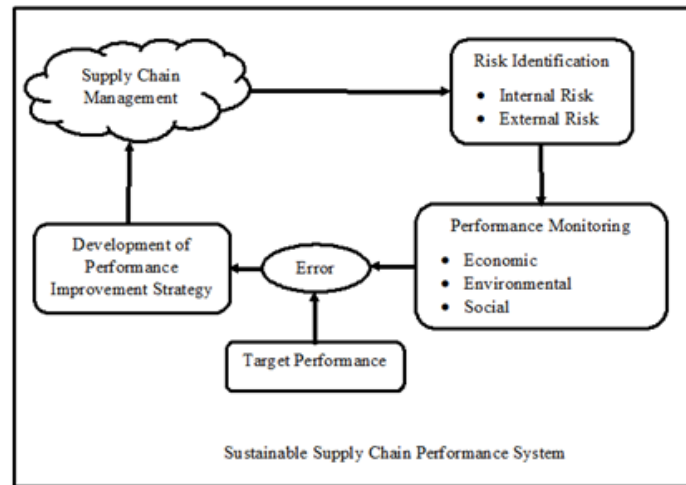 Supply Chain
Management
Risk Identification
• Internal Risk
• External Risk
Performance Monitoring
• Economic
• Environmental
• Social
Error
Development of
Performance
Improvement Strategy
Target Performance
Sustainable Supply Chain Performance System